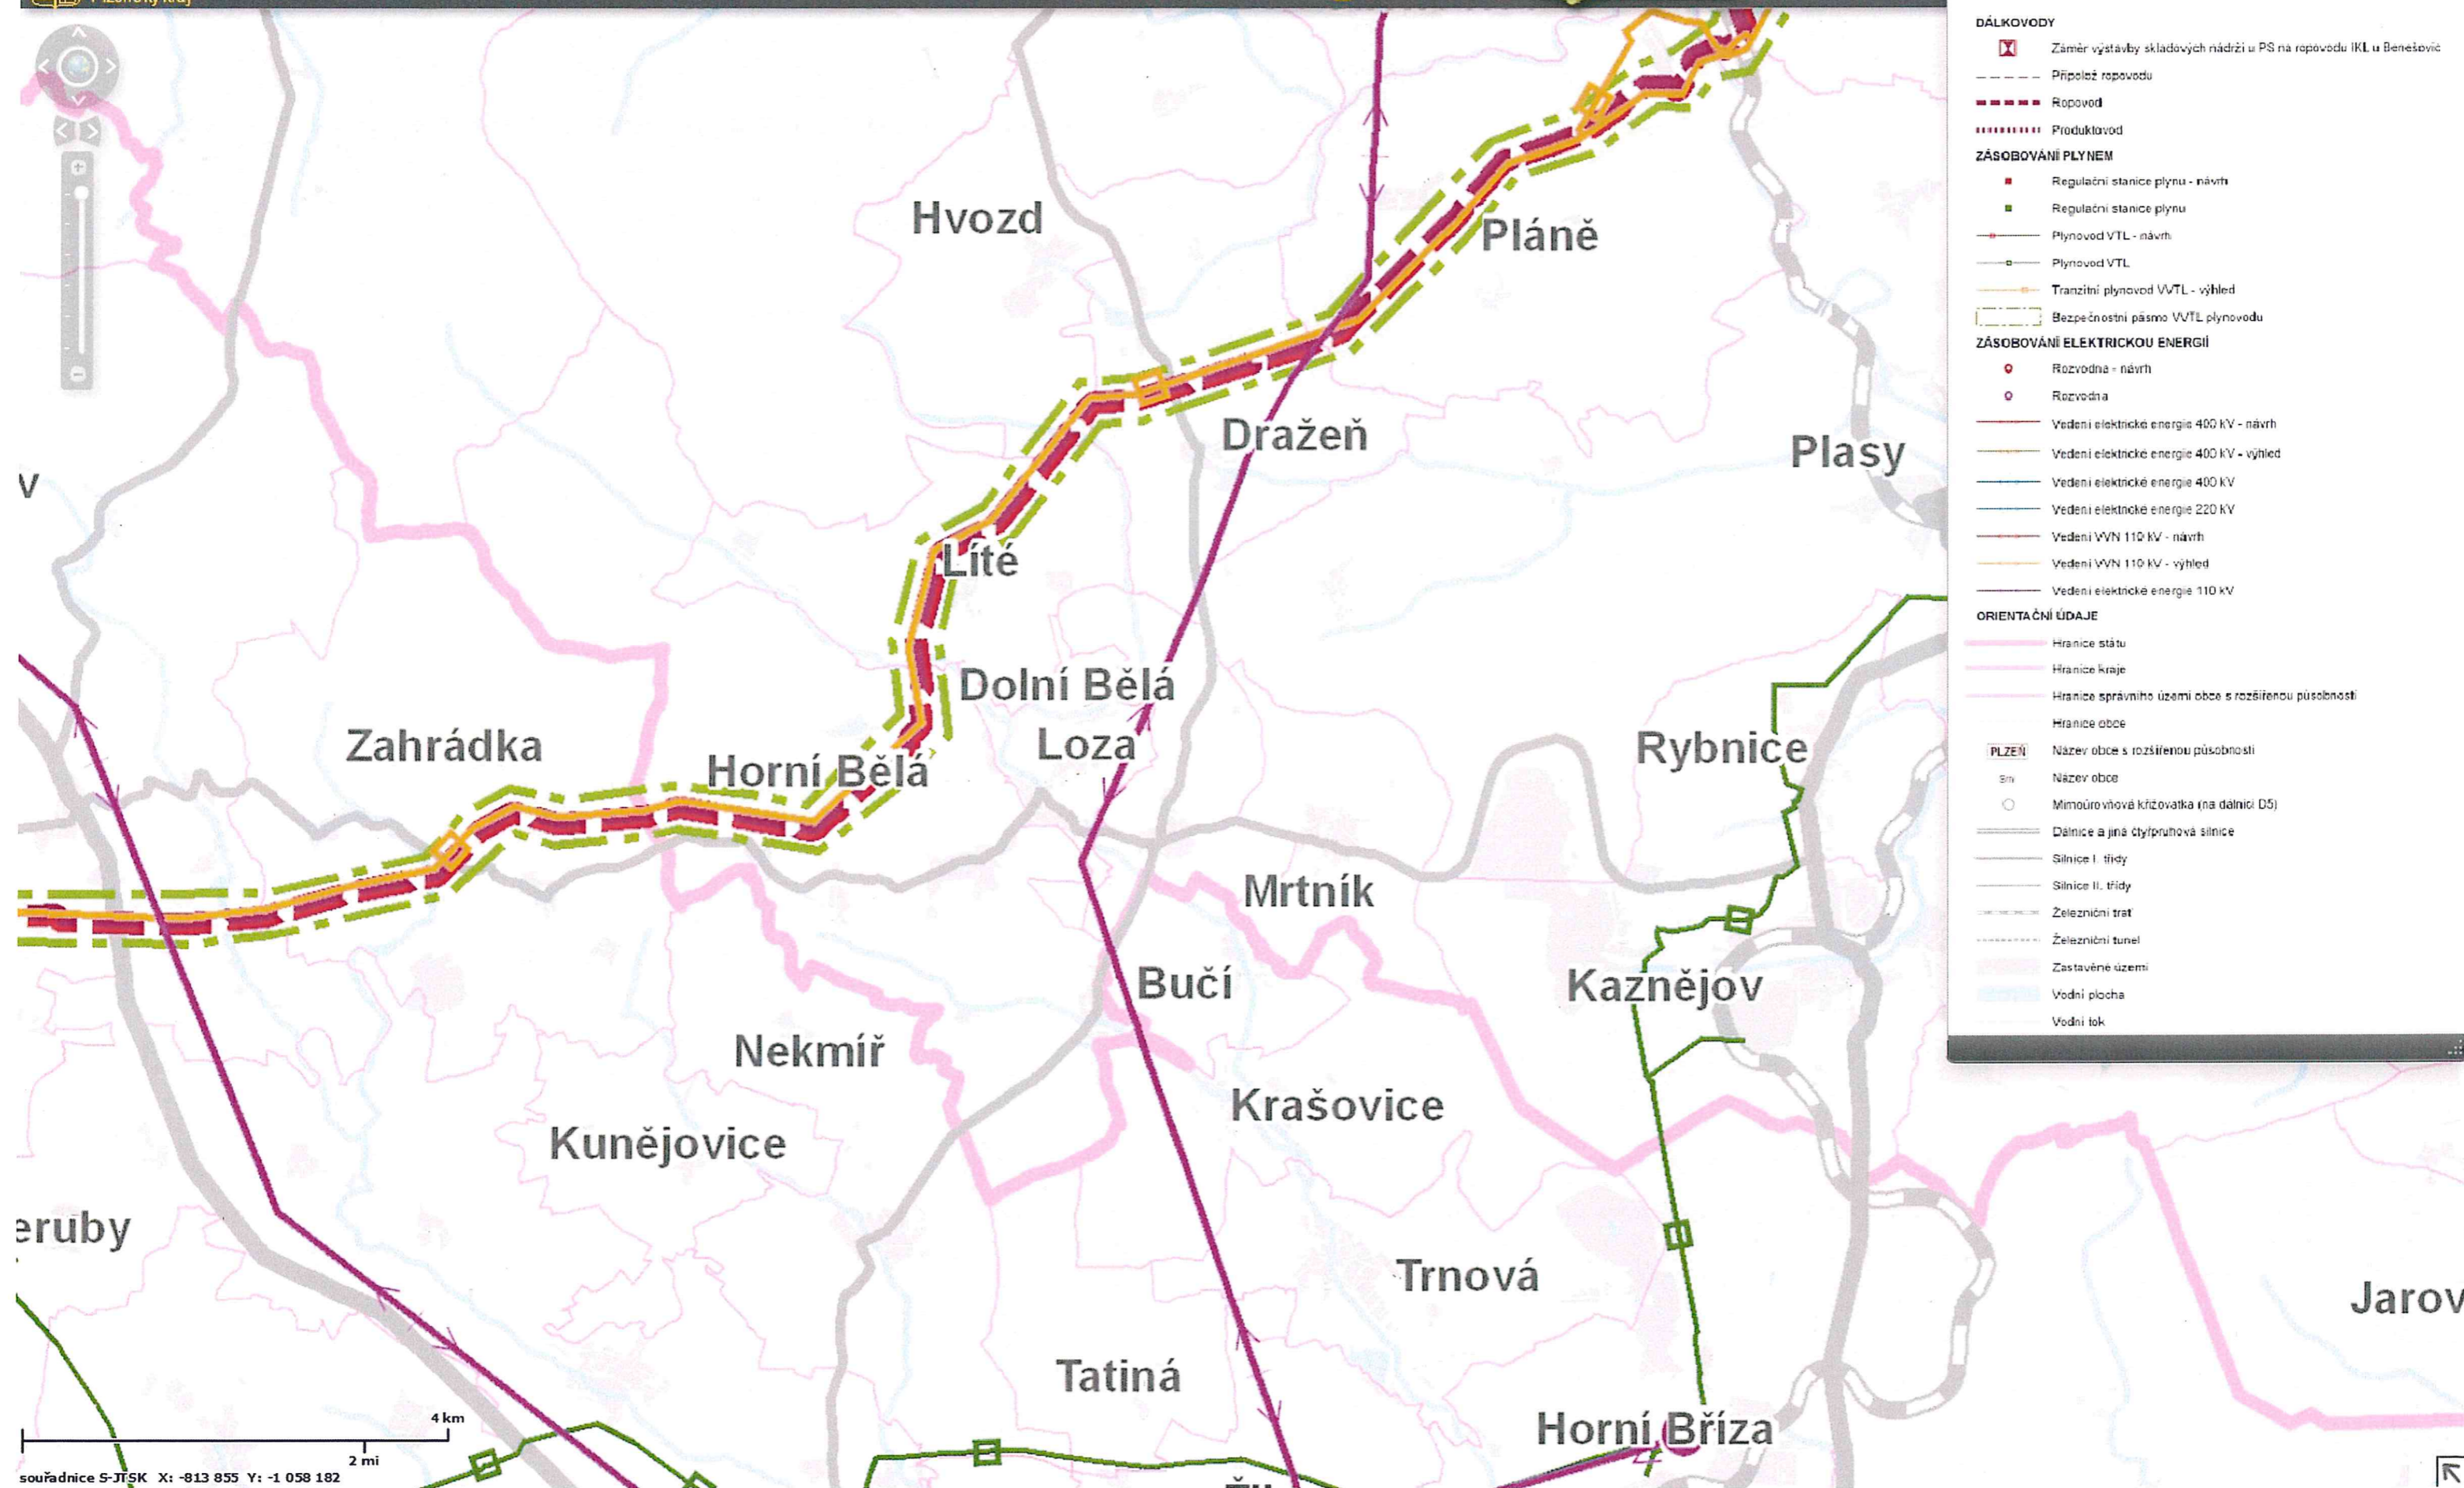 Plzeňský kraj
Hvozd
Pláně
Dražeň
Plasy
v
Líté
Dolní Bělá
Zahrádka
Loza
Rybnice
Horní Bělá
Mrtník
Bučí
Kaznějov
Nekmíř
Krašovice
Kunějovice
eruby
Trnová
Jarov
Tatiná
Horní Bříza
4 km
2 mi
souřadnice S-JTSK X: -813 855 Y: -1 058 182
DÁLKOVODY
Záměr výstavby skladových nádrží u PS na ropovodu IKL u Benešovic
Přípolož ropovodu
Ropovod
Produktovod
ZÁSOBOVÁNÍ PLYNEM
Regulační stanice plynu - návrh
Regulační stanice plynu
Plynovod VTL - návrh
Plynovod VTL
Tranzitní plynovod VVTL - výhled
Bezpečnostní pásmo VVTL plynovodu
ZÁSOBOVÁNÍ ELEKTRICKOU ENERGIÍ
Rozvodna - návrh
Rozvodna
Vedení elektrické energie 400 kV - návrh
Vedení elektrické energie 400 kV - výhled
Vedení elektrické energie 400 kV
Vedení elektrické energie 220 kV
Vedení VVN 110 kV - návrh
Vedení VVN 110 kV - výhled
Vedení elektrické energie 110 kV
ORIENTAČNÍ ÚDAJE
Hranice státu
Hranice kraje
Hranice správního území obce s rozšířenou působností
Hranice obce
PLZEŇ Název obce s rozšířenou působností
Název obce
Mimoúrovňová křižovatka (na dálnici D5)
Dálnice a jiná čtyřpruhová silnice
Silnice I. třídy
Silnice II. třídy
Železniční trať
Železniční tunel
Zastavěné území
Vodní plocha
Vodní tok